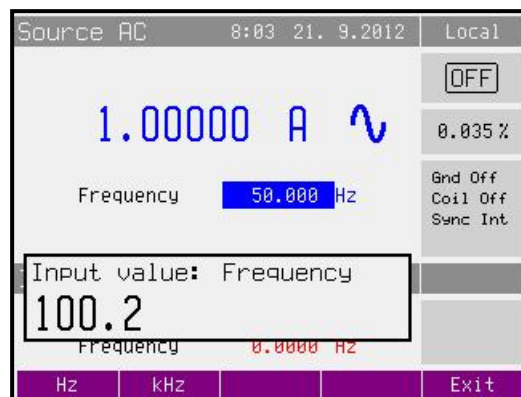 Source AC 8:03 21. 9.2012 Local
OFF
1.00000 A
0.035%
Frequency 50.000 Hz
Gnd Off
Coil Off
Sync Int
Input value: Frequency
100.2
Frequency 0.0000 Hz
Hz kHz Exit